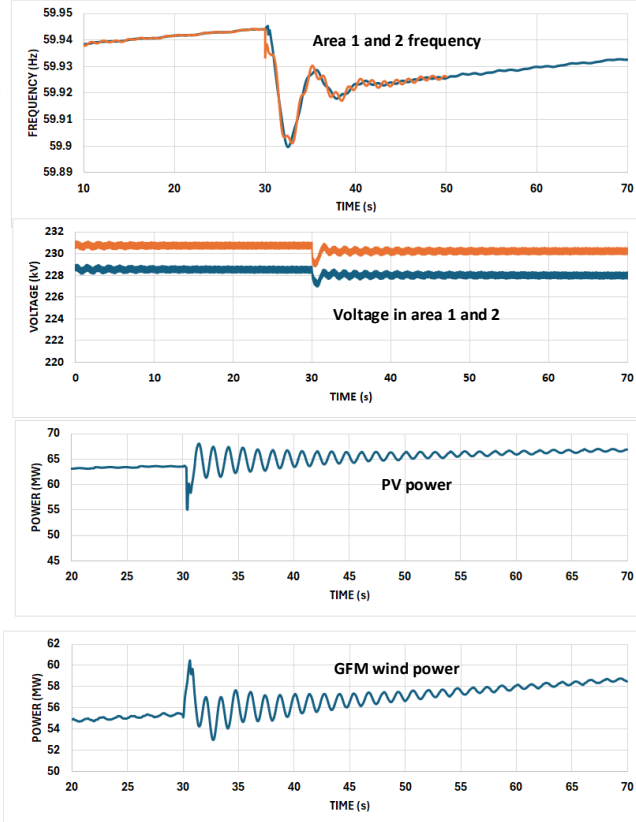 59.95
59.94
59.93
59.92
59.91
59.9
59.89
FREQUENCY (Hz)
Area 1 and 2 frequency
10 20 30 40 50 60 70
TIME (s)
232
230
228
226
224
222
220
VOLTAGE (kV)
Voltage in area 1 and 2
0 10 20 30 40 50 60 70
TIME (s)
70
65
60
55
50
45
POWER (MW)
PV power
20 25 30 35 40 45 50 55 60 65 70
TIME (s)
62
60
58
56
54
52
50
POWER (MW)
GFM wind power
20 25 30 35 40 45 50 55 60 65 70
TIME (s)